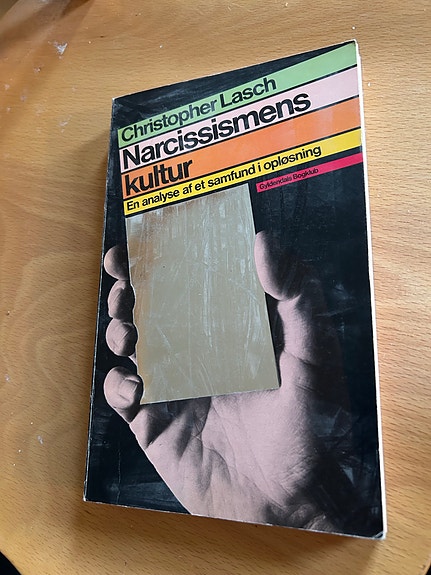 Christopher Lasch
Narcissismens
kultur
En analyse af et samfund i opløsning
Gyldendals Bogklub